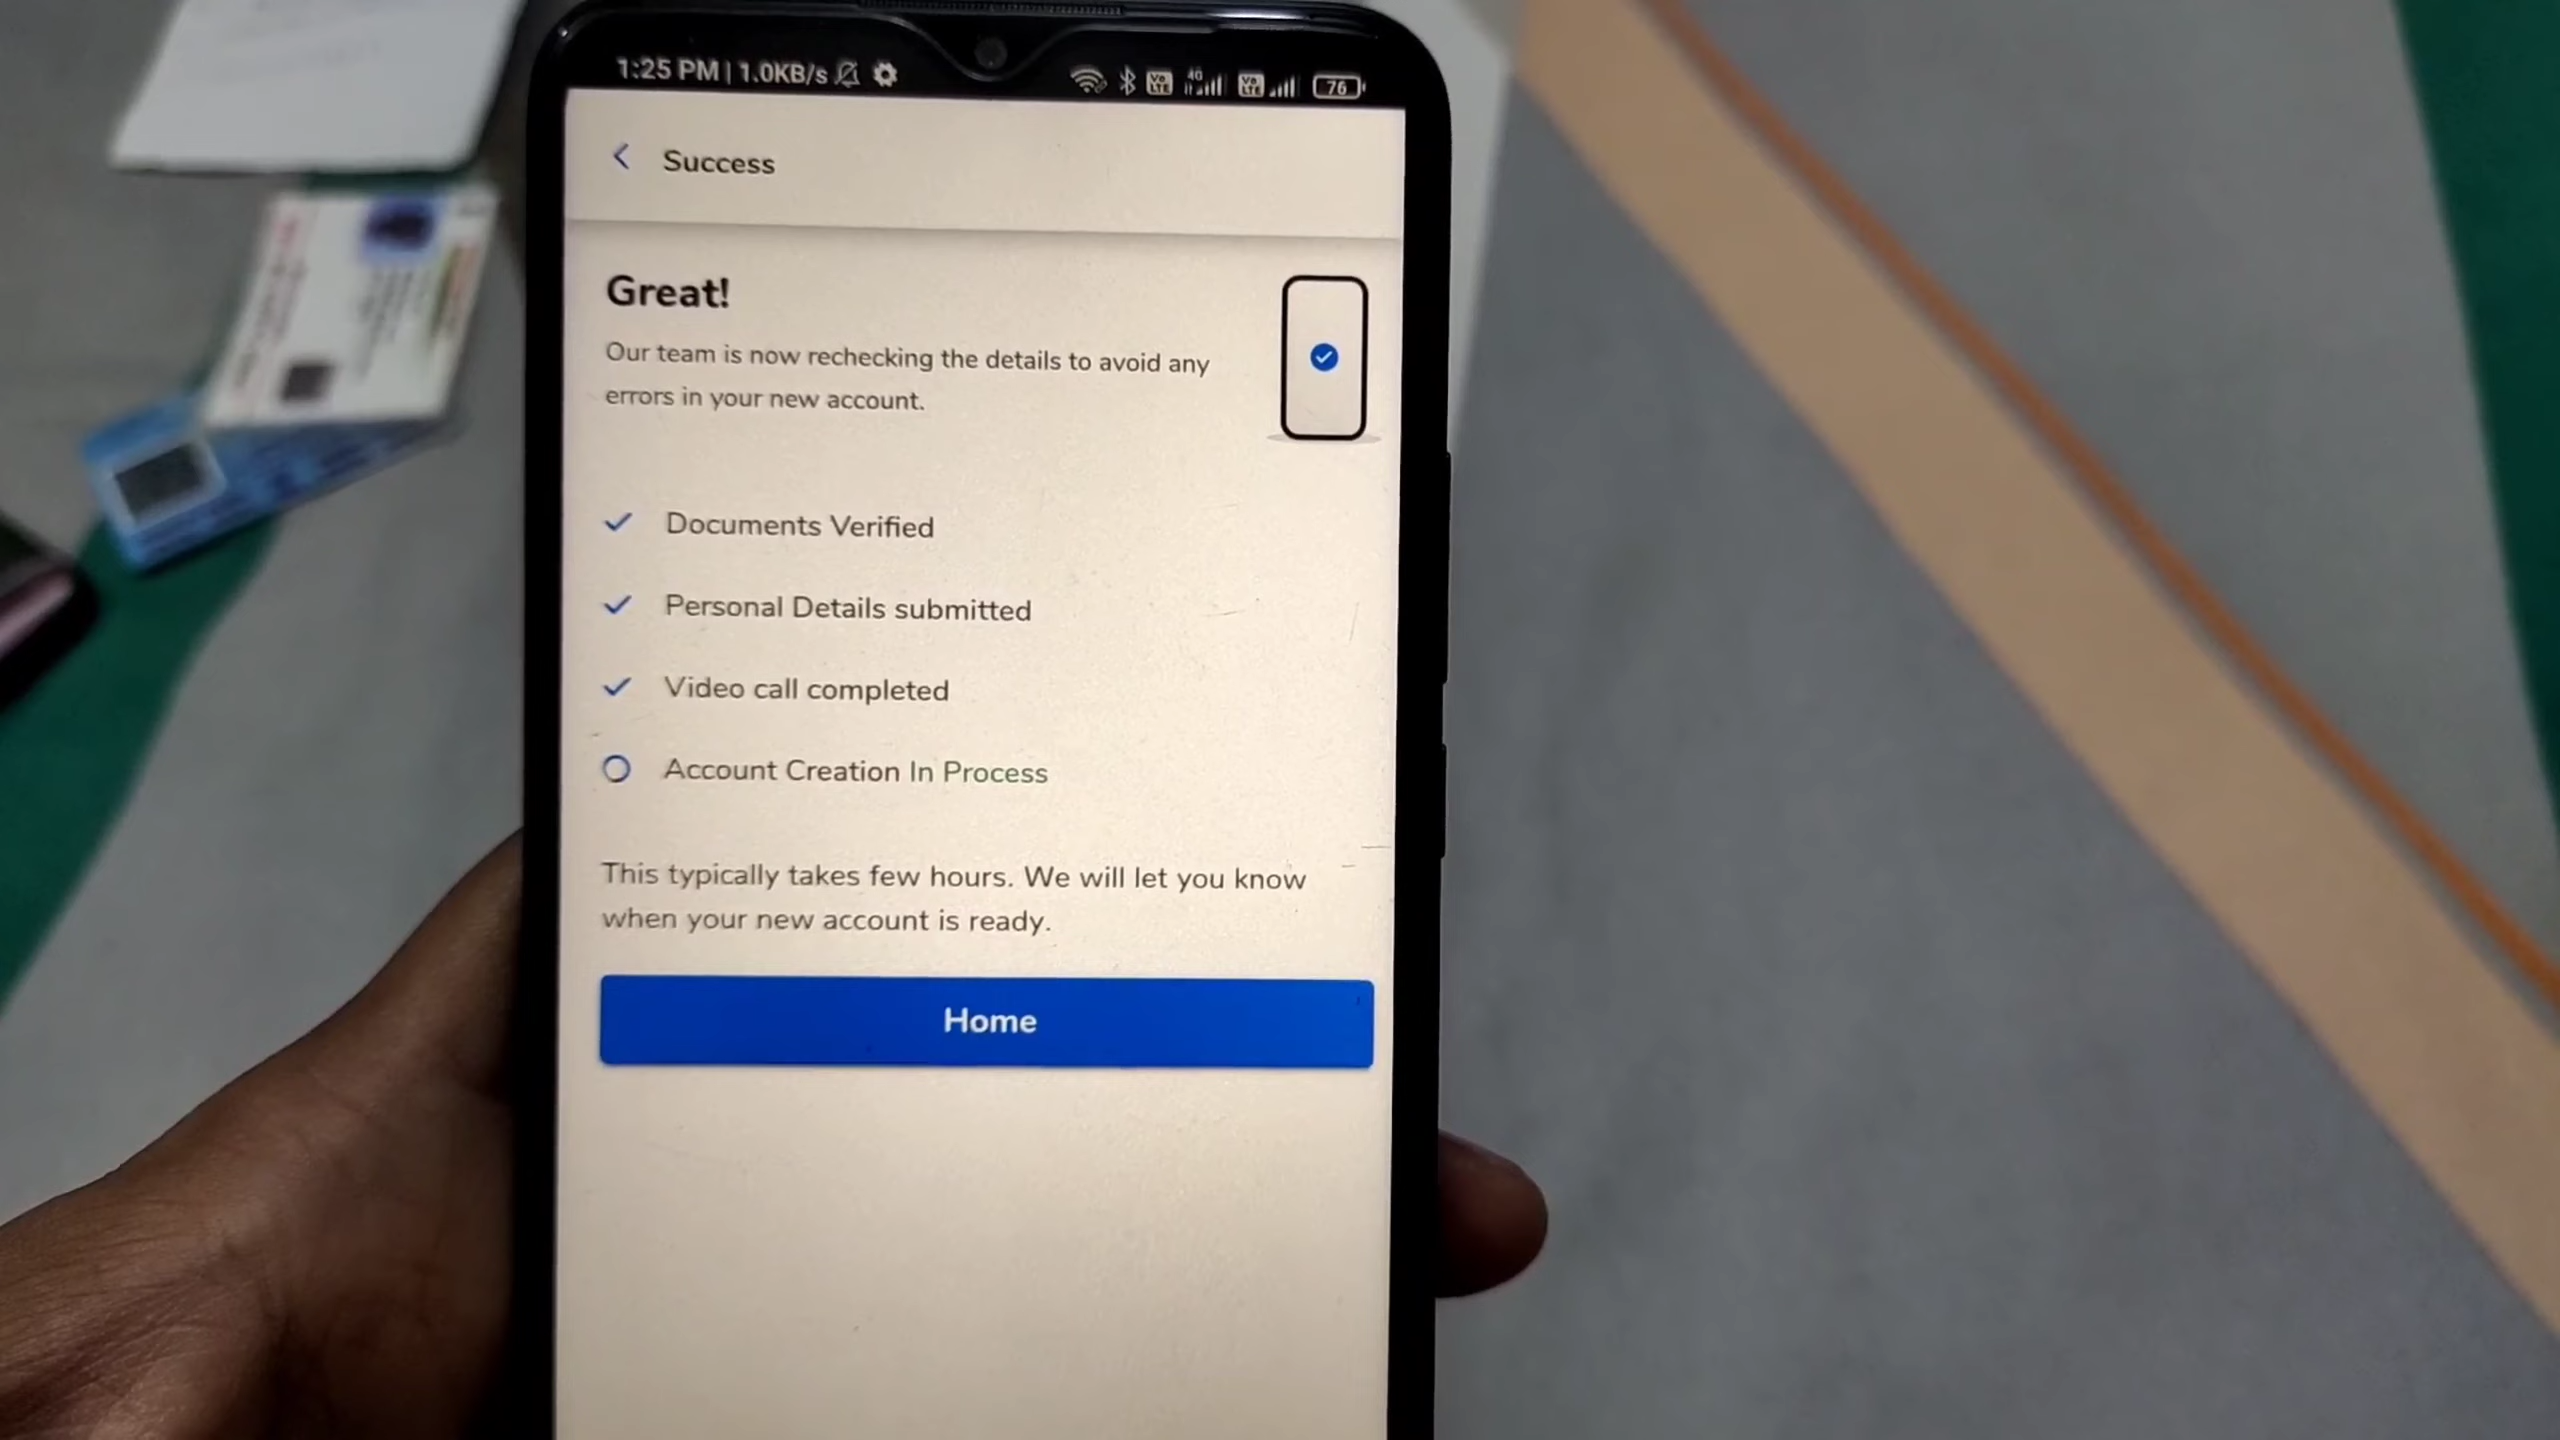 1:25 PM | 1.0KB/s
4G
76
Success
Great!
Our team is now rechecking the details to avoid any
errors in your new account.
Documents Verified
Personal Details submitted
Video call completed
Account Creation In Process
This typically takes few hours. We will let you know
when your new account is ready.
Home